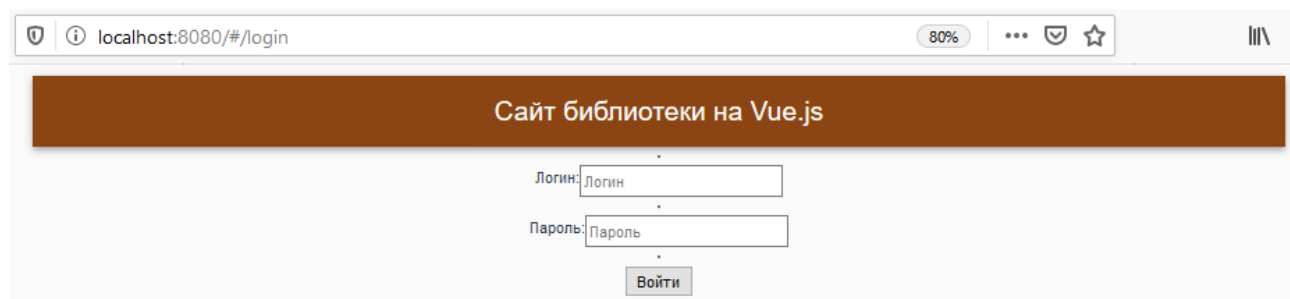 localhost:8080/#/login 80%
Сайт библиотеки на Vue.js
Логин: Логин
Пароль: Пароль
Войти